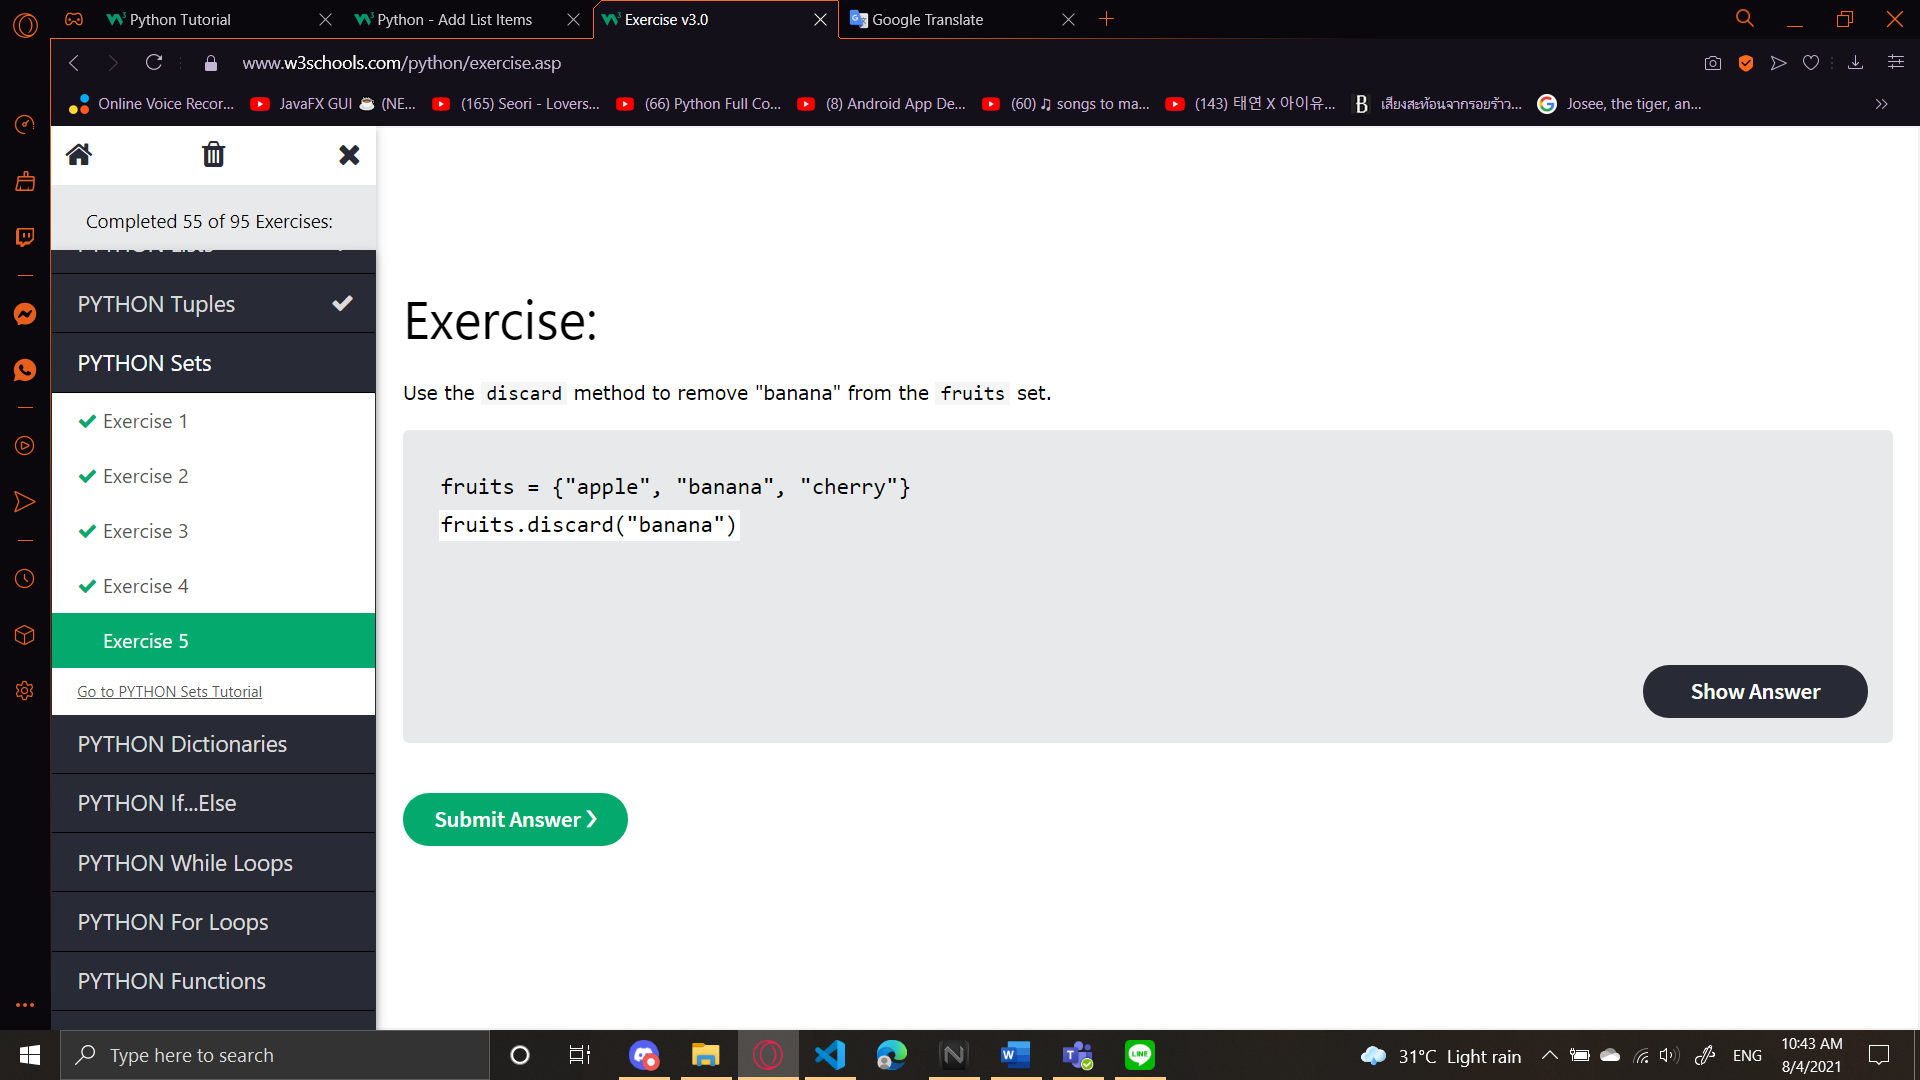 Python Tutorial
Python - Add List Items
Exercise v3.0
Google Translate
www.w3schools.com/python/exercise.asp
Online Voice Recor...
JavaFX GUI ☕ (NE...
(165) Seori - Lovers...
(66) Python Full Co...
(8) Android App De...
(60) ♫ songs to ma...
(143) 태연 X 아이유...
เสียงสะท้อนจากรอยร้าว...
Josee, the tiger, an...
Completed 55 of 95 Exercises:
PYTHON Lists
PYTHON Tuples
PYTHON Sets
Exercise 1
Exercise 2
Exercise 3
Exercise 4
Exercise 5
Go to PYTHON Sets Tutorial
PYTHON Dictionaries
PYTHON If...Else
PYTHON While Loops
PYTHON For Loops
PYTHON Functions
Exercise:
Use the discard method to remove "banana" from the fruits set.
fruits = {"apple", "banana", "cherry"}
fruits.discard("banana")
Show Answer
Submit Answer ❯
Type here to search
31°C Light rain
ENG
10:43 AM
8/4/2021